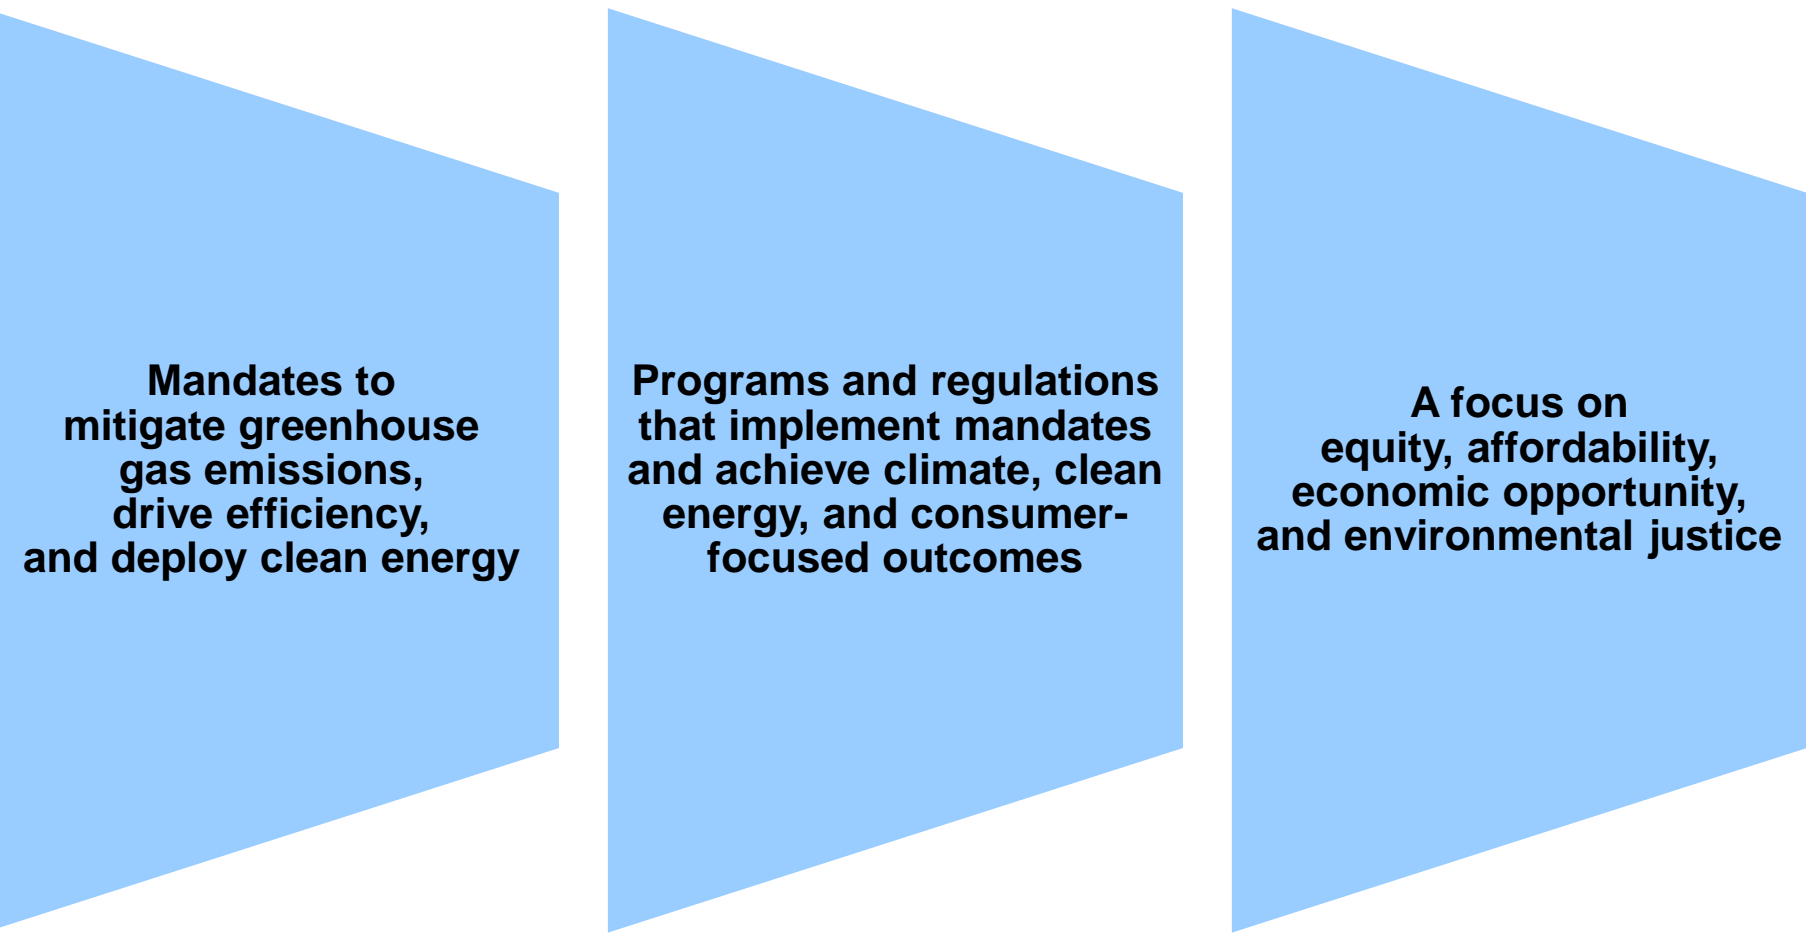 Mandates to
mitigate greenhouse
gas emissions,
drive efficiency,
and deploy clean energy
Programs and regulations
that implement mandates
and achieve climate, clean
energy, and consumer-
focused outcomes
A focus on
equity, affordability,
economic opportunity,
and environmental justice